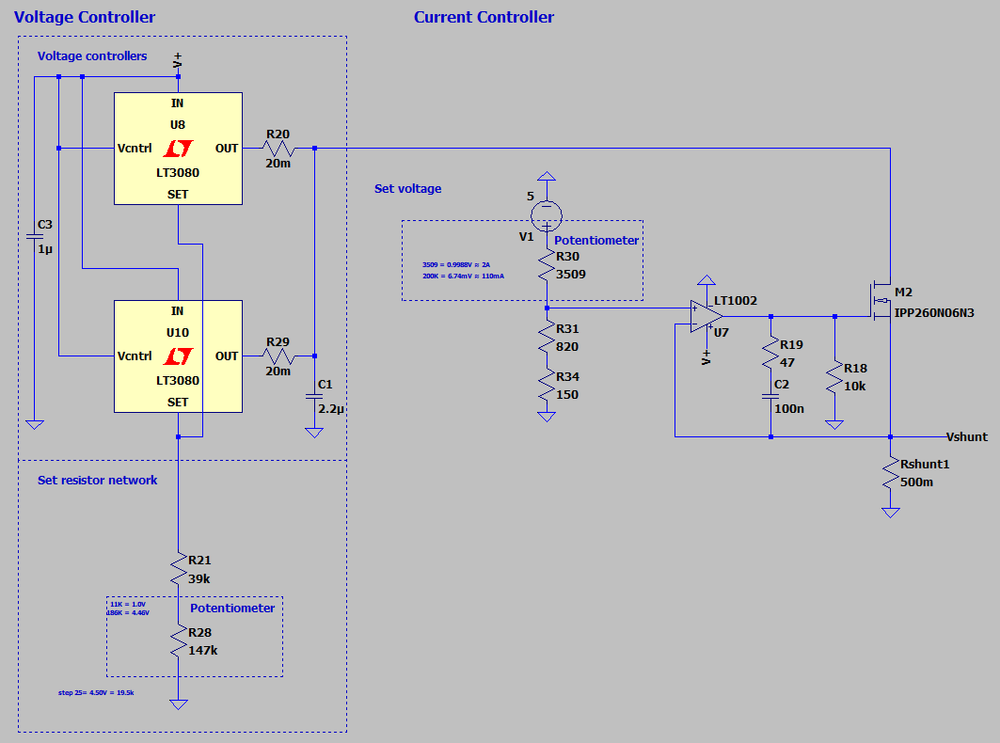 Voltage Controller
Current Controller
Voltage controllers
V+
IN
U8
Vcntrl
OUT
LT3080
SET
R20
20m
C3
1µ
IN
U10
Vcntrl
OUT
LT3080
SET
R29
20m
C1
2.2µ
Set resistor network
R21
39k
11K = 1.0V
186K = 4.46V
Potentiometer
R28
147k
step 25= 4.50V = 19.5k
Set voltage
5
V1
Potentiometer
3509 = 0.9988V ≈ 2A
200K = 6.74mV ≈ 110mA
R30
3509
R31
820
R34
150
LT1002
U7
V+
R19
47
C2
100n
R18
10k
M2
IPP260N06N3
Vshunt
Rshunt1
500m